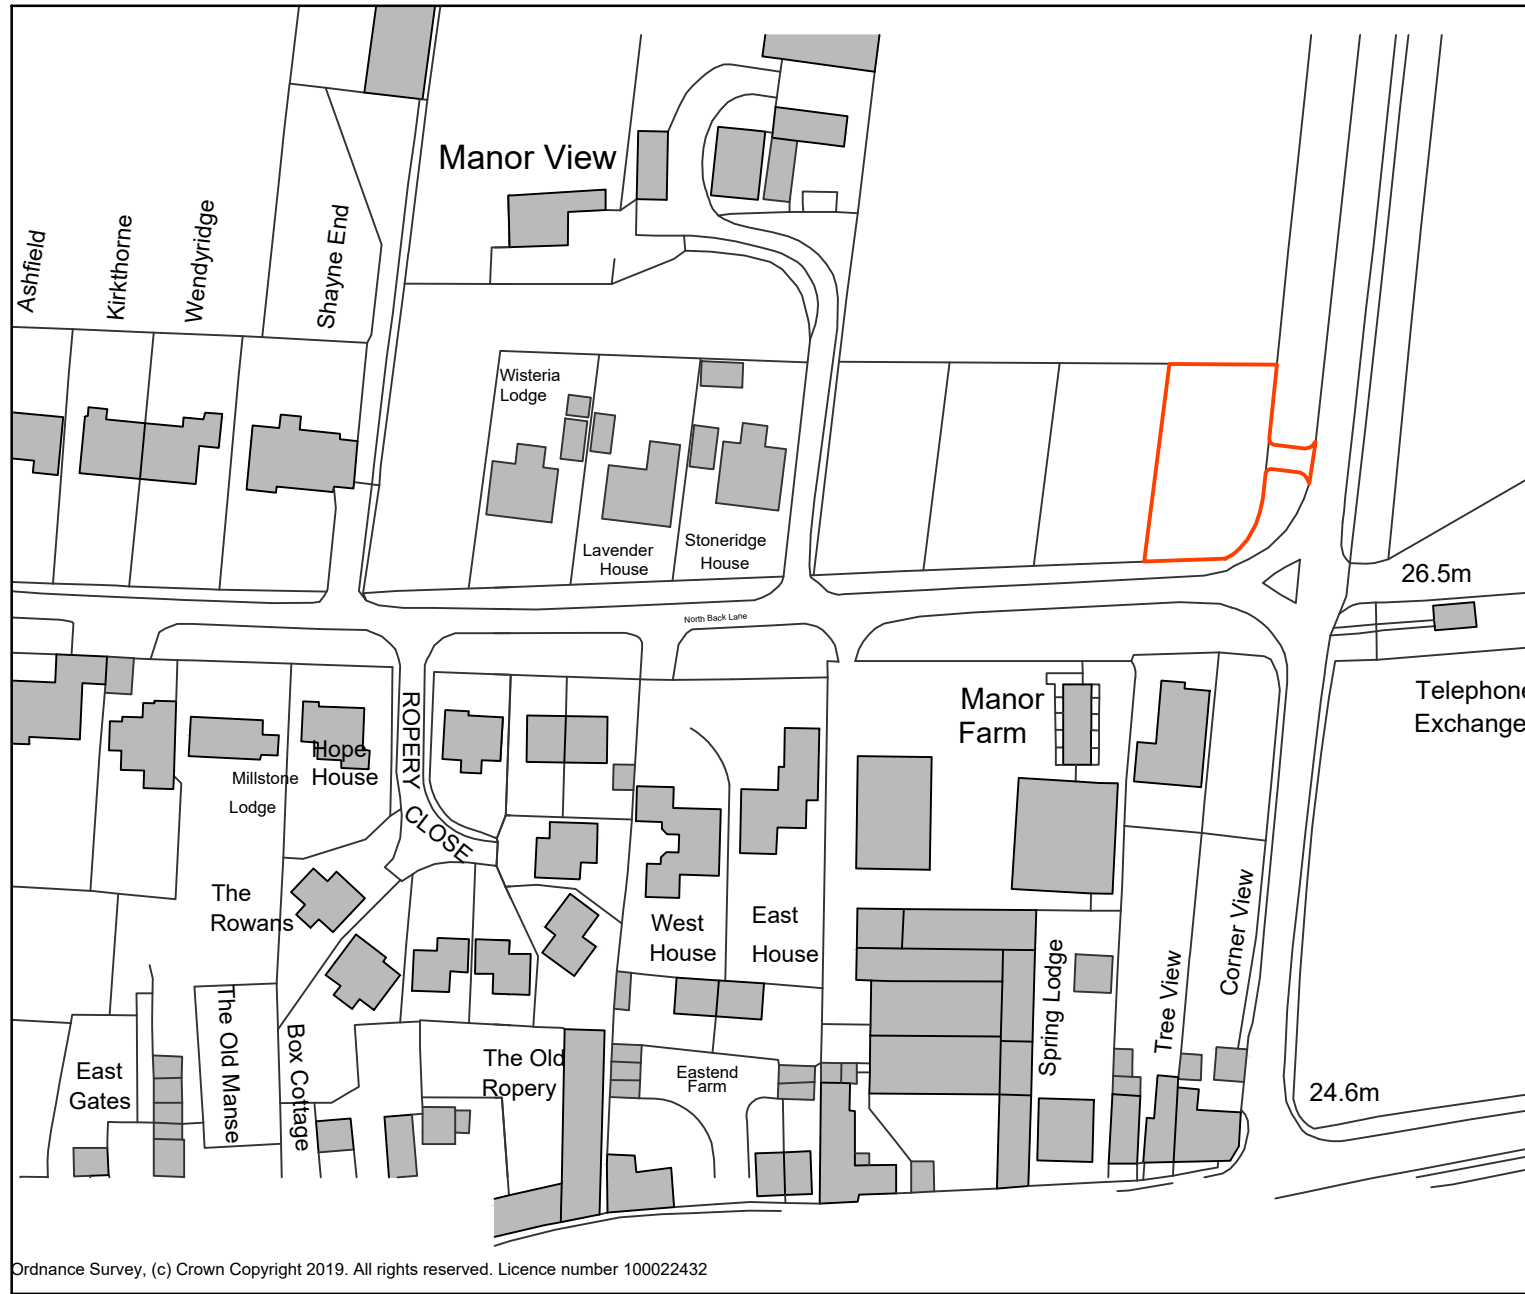 Manor View
Ashfield
Kirkthorne
Wendyridge
Shayne End
Wisteria
Lodge
Lavender
House
Stoneridge
House
26.5m
North Back Lane
Telephone
Exchange
Manor
Farm
ROPERY CLOSE
Hope
House
Millstone
Lodge
The
Rowans
West
House
East
House
Corner View
Spring Lodge
Tree View
The Old Manse
Box Cottage
The Old
Ropery
Eastend
Farm
East
Gates
24.6m
Ordnance Survey, (c) Crown Copyright 2019. All rights reserved. Licence number 100022432